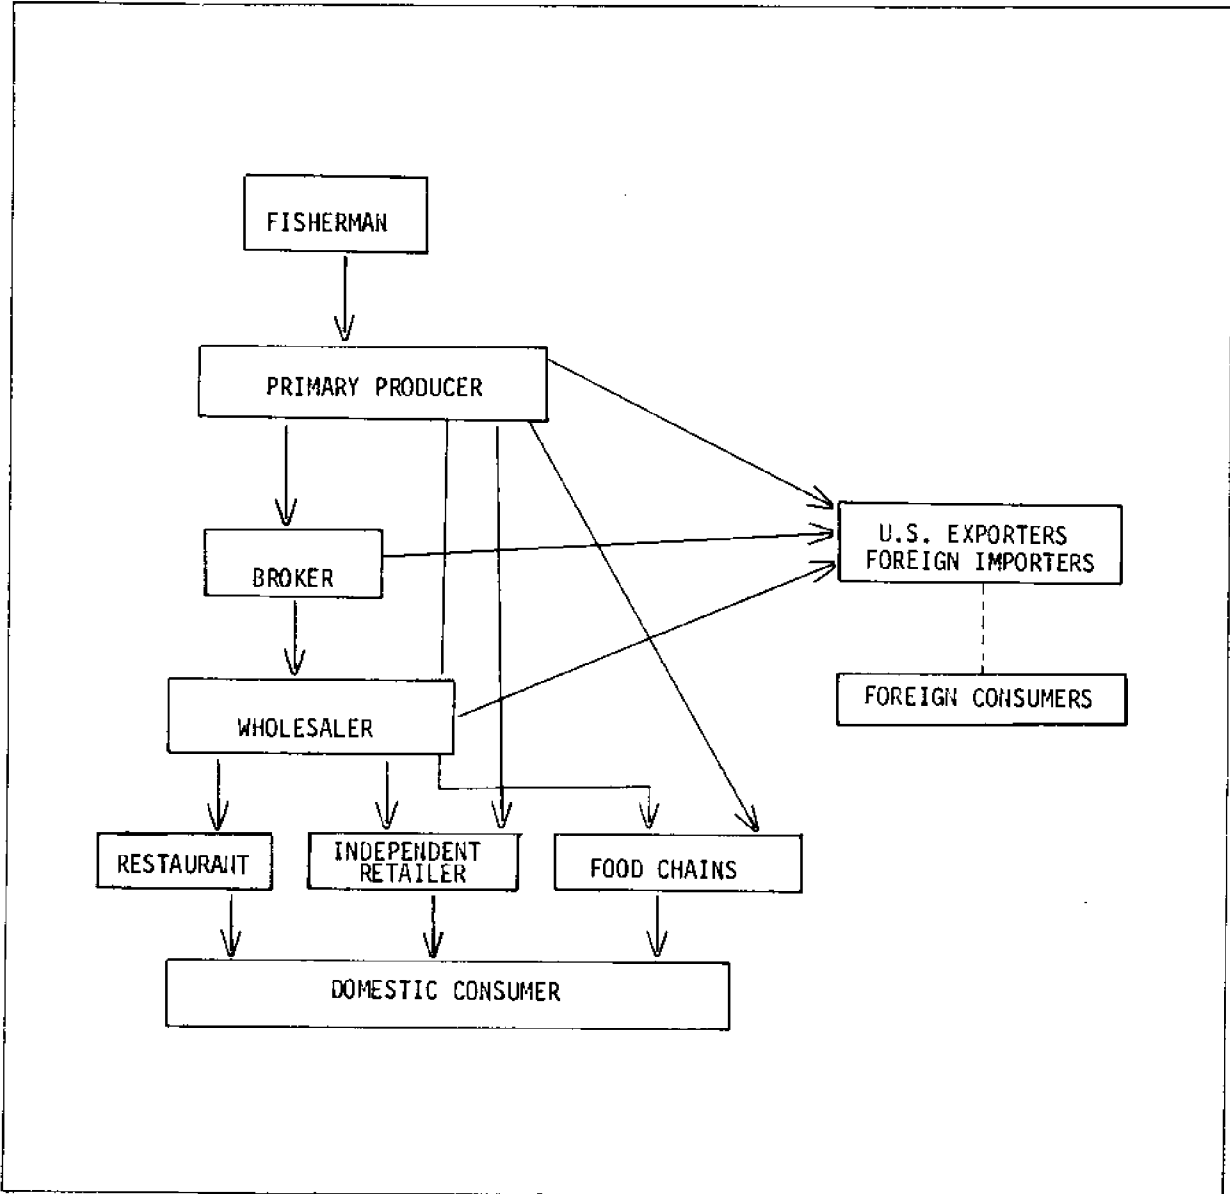 FISHERMAN
PRIMARY PRODUCER
U.S. EXPORTERS
FOREIGN IMPORTERS
BROKER
FOREIGN CONSUMERS
WHOLESALER
RESTAURANT
INDEPENDENT
RETAILER
FOOD CHAINS
DOMESTIC CONSUMER